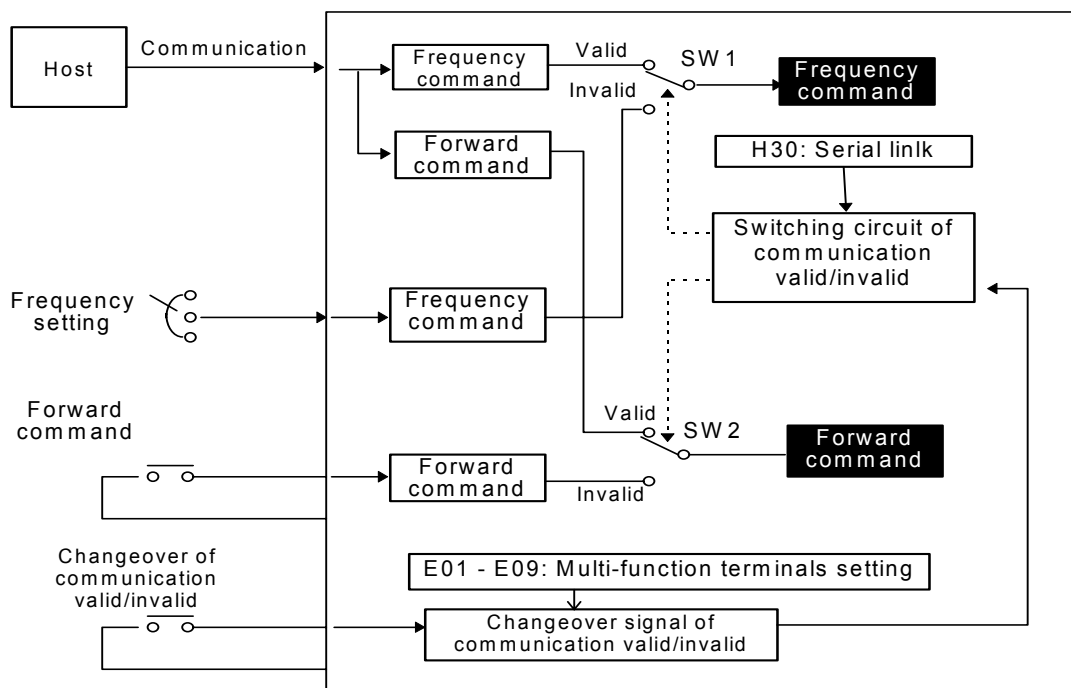 Host
Communication
Frequency
command
Valid
SW1
Frequency
command
Invalid
Forward
command
H30: Serial linlk
Switching circuit of
communication
valid/invalid
Frequency
setting
Frequency
command
Forward
command
Valid
SW2
Forward
command
Forward
command
Invalid
Changeover of
communication
valid/invalid
E01 - E09: Multi-function terminals setting
Changeover signal of
communication valid/invalid